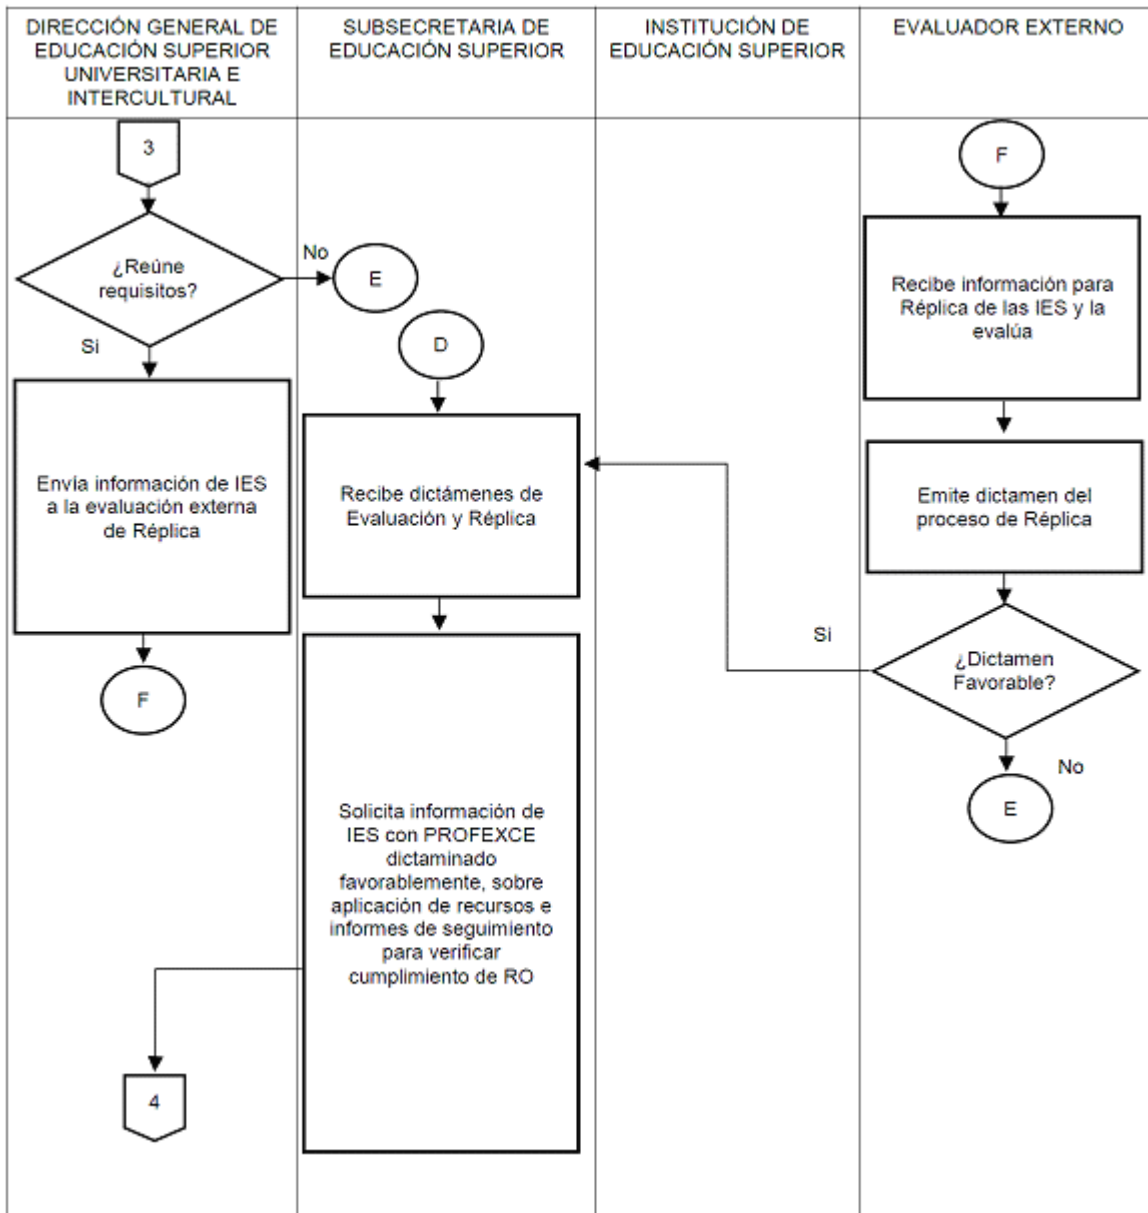 DIRECCIÓN GENERAL DE
EDUCACIÓN SUPERIOR
UNIVERSITARIA E
INTERCULTURAL
SUBSECRETARIA DE
EDUCACIÓN SUPERIOR
INSTITUCIÓN DE
EDUCACIÓN SUPERIOR
EVALUADOR EXTERNO
3
¿Reúne
requisitos?
No
E
Si
Envía información de IES
a la evaluación externa
de Réplica
F
D
Recibe dictámenes de
Evaluación y Réplica
Solicita información de
IES con PROFEXCE
dictaminado
favorablemente, sobre
aplicación de recursos e
informes de seguimiento
para verificar
cumplimiento de RO
4
F
Recibe información para
Réplica de las IES y la
evalúa
Emite dictamen del
proceso de Réplica
¿Dictamen
Favorable?
Si
No
E